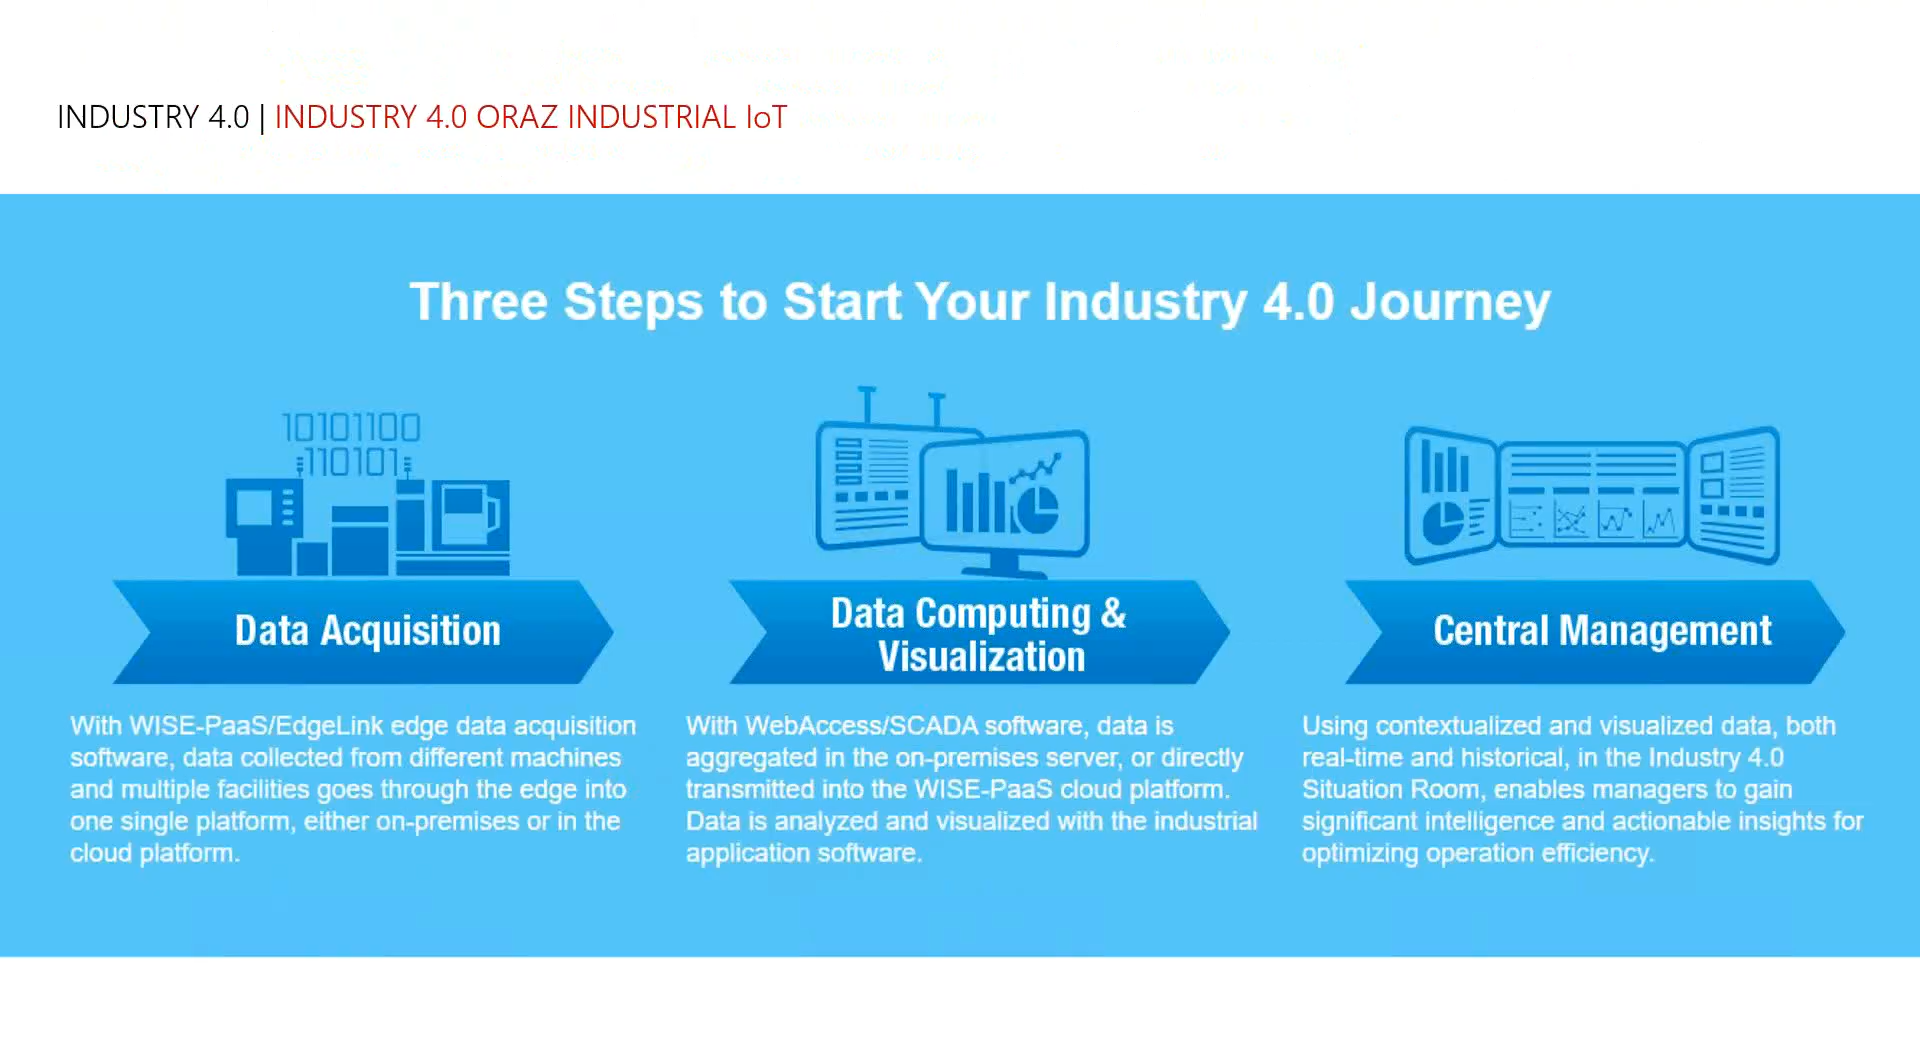 INDUSTRY 4.0 | INDUSTRY 4.0 ORAZ INDUSTRIAL IoT
Three Steps to Start Your Industry 4.0 Journey
10101100
110101
Data Acquisition
With WISE-PaaS/EdgeLink edge data acquisition
software, data collected from different machines
and multiple facilities goes through the edge into
one single platform, either on-premises or in the
cloud platform.
Data Computing &
Visualization
With WebAccess/SCADA software, data is
aggregated in the on-premises server, or directly
transmitted into the WISE-PaaS cloud platform.
Data is analyzed and visualized with the industrial
application software.
Central Management
Using contextualized and visualized data, both
real-time and historical, in the Industry 4.0
Situation Room, enables managers to gain
significant intelligence and actionable insights for
optimizing operation efficiency.